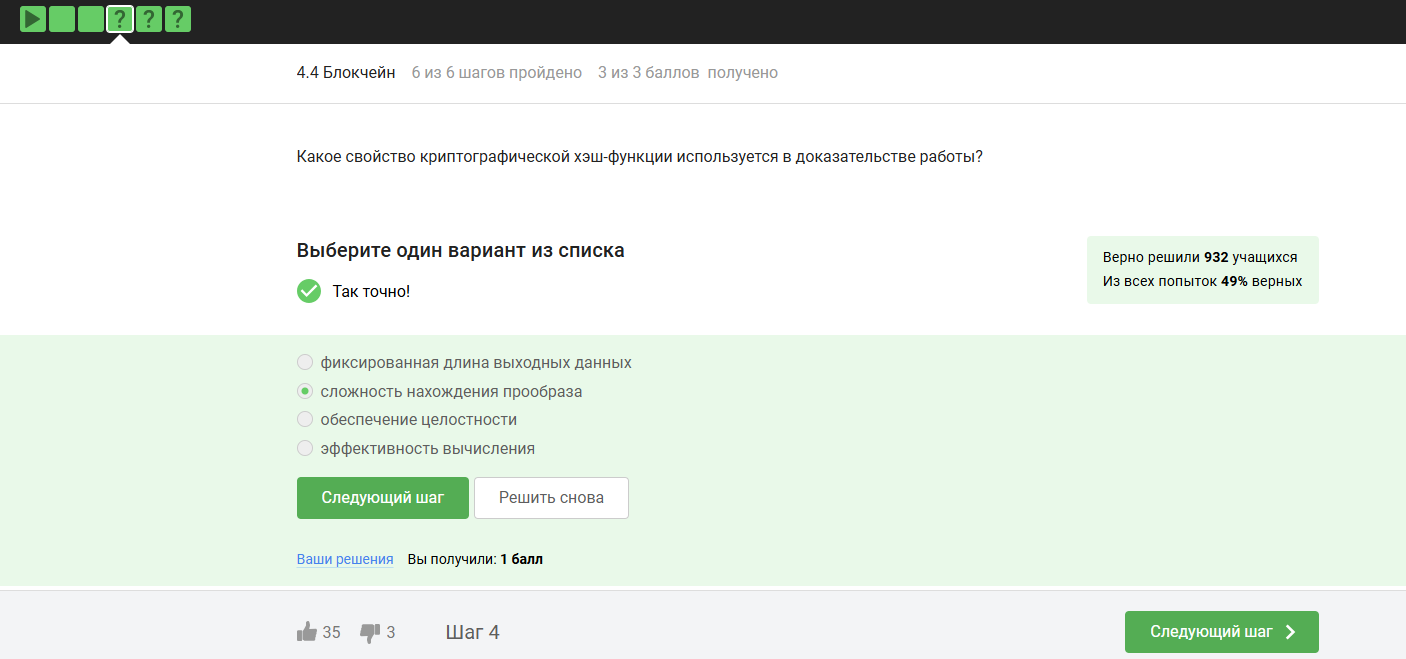 ? ? ?
4.4 Блокчейн 6 из 6 шагов пройдено 3 из 3 баллов получено
Какое свойство криптографической хэш-функции используется в доказательстве работы?
Выберите один вариант из списка
Так точно!
Верно решили 932 учащихся
Из всех попыток 49% верных
фиксированная длина выходных данных
сложность нахождения прообраза
обеспечение целостности
эффективность вычисления
Следующий шаг Решить снова
Ваши решения Вы получили: 1 балл
35 3 Шаг 4 Следующий шаг